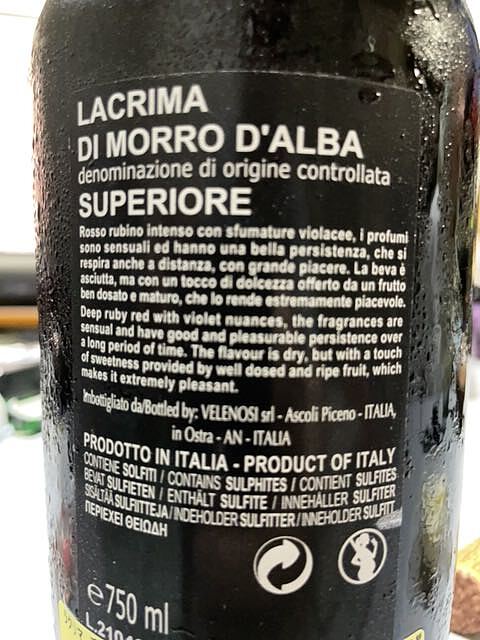 LACRIMA
DI MORRO D'ALBA
denominazione di origine controllata
SUPERIORE
Rosso rubino intenso con sfumature violacee, i profumi
sono sensuali ed hanno una bella persistenza, che si
respira anche a distanza, con grande piacere. La beva è
asciutta, ma con un tocco di dolcezza offerto da un frutto
ben dosato e maturo, che lo rende estremamente piacevole.
Deep ruby red with violet nuances, the fragrances are
sensual and have good and pleasurable persistence over
a long period of time. The flavour is dry, but with a touch
of sweetness provided by well dosed and ripe fruit, which
makes it extremely pleasant.
Imbottigliato da/Bottled by: VELENOSI srl - Ascoli Piceno - ITALIA,
in Ostra - AN - ITALIA
PRODOTTO IN ITALIA - PRODUCT OF ITALY
CONTIENE SOLFITI / CONTAINS SULPHITES / CONTIENT SULFITES
BEVAT SULFIETEN / ENTHÄLT SULFITE / INNEHÅLLER SULFITER
SISÄLTÄÄ SULFIITTEJA / INDEHOLDER SULFITTER / INNEHOLDER SULFITT
ΠΕΡΙΕΧΕΙ ΘΕΙΩΔΗ
e 750 ml